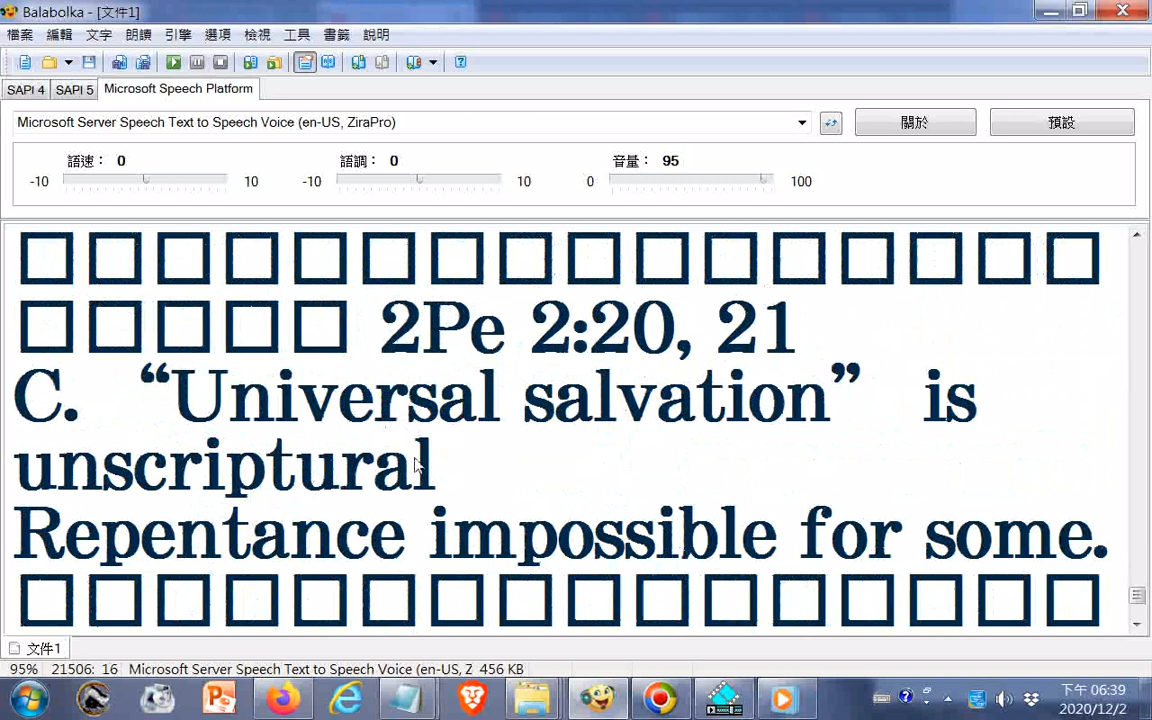 Balabolka - [文件1]
檔案 編輯 文字 朗讀 引擎 選項 檢視 工具 書籤 說明
SAPI 4 SAPI 5 Microsoft Speech Platform
Microsoft Server Speech Text to Speech Voice (en-US, ZiraPro) 關於 預設
語速： 0 語調： 0 音量： 95
-10 10 -10 10 0 100
□□□□□□□□□□□□□□□□
□□□□□ 2Pe 2:20, 21
C. “Universal salvation” is
unscriptural
Repentance impossible for some.
□□□□□□□□□□□□□□□□
文件1
95% 21506: 16 Microsoft Server Speech Text to Speech Voice (en-US, Z 456 KB
下午 06:39
2020/12/2